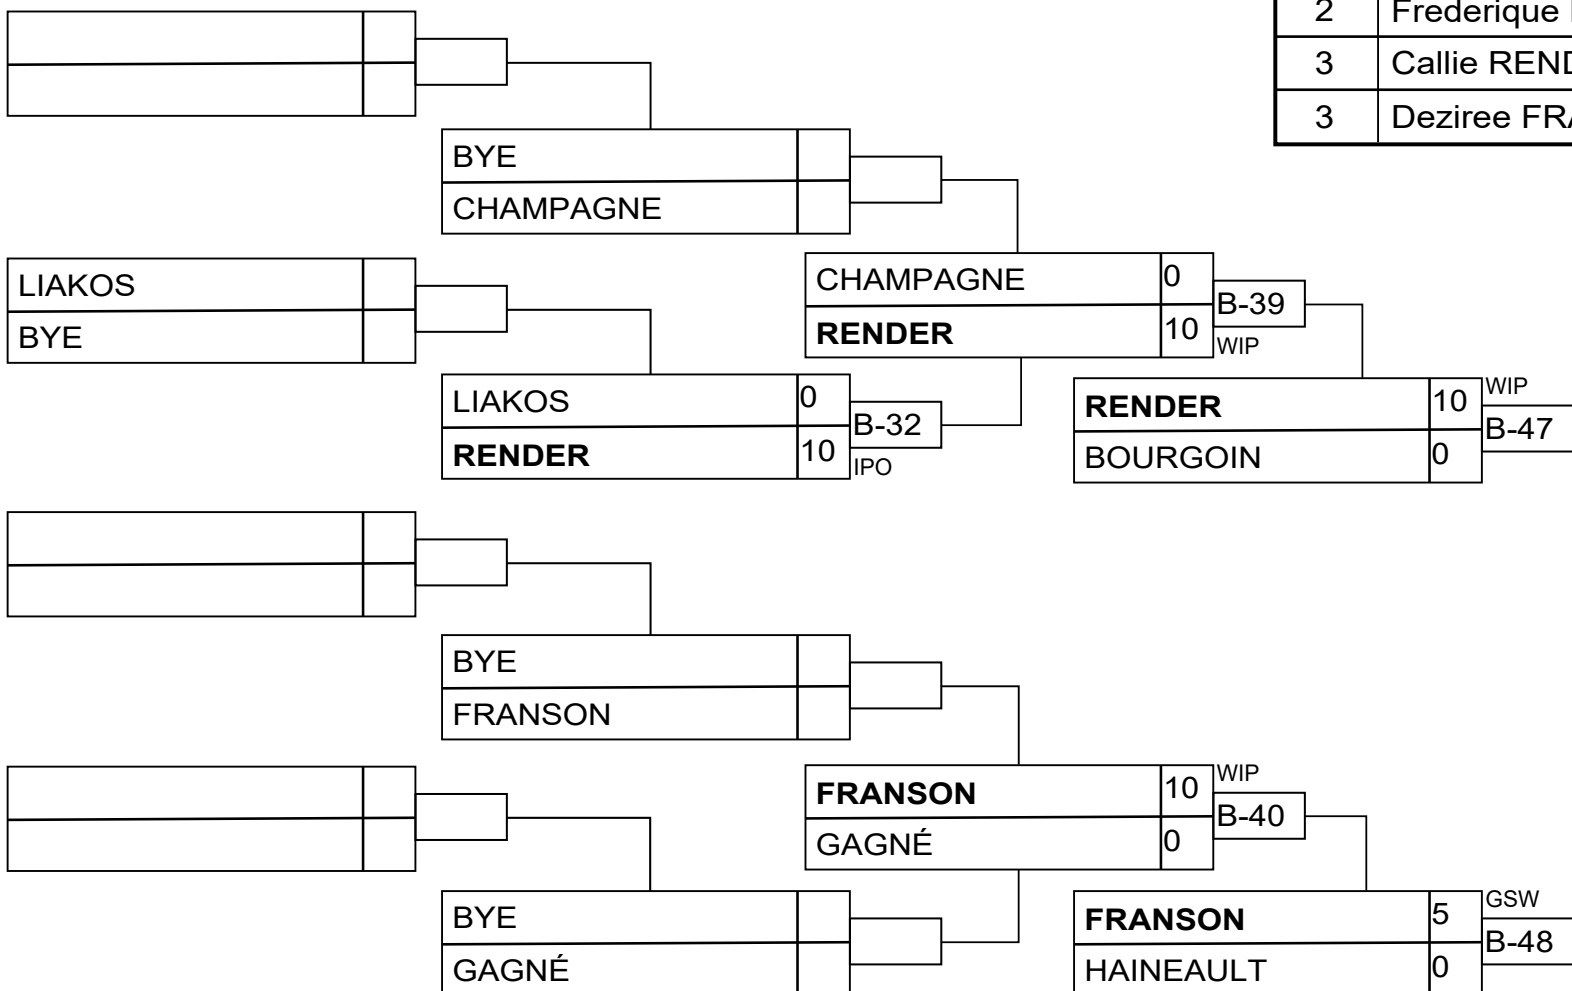 2 Frederique
3 Callie
3 Deziree
BYE
CHAMPAGNE
LIAKOS
BYE
CHAMPAGNE 0
B-39
RENDER 10
WIP
LIAKOS 0
B-32
RENDER 10
IPO
RENDER 10
WIP
B-47
BOURGOIN 0
BYE
FRANSON
FRANSON 10
WIP
B-40
GAGNÉ 0
BYE
GAGNÉ
FRANSON 5
GSW
B-48
HAINEAULT 0